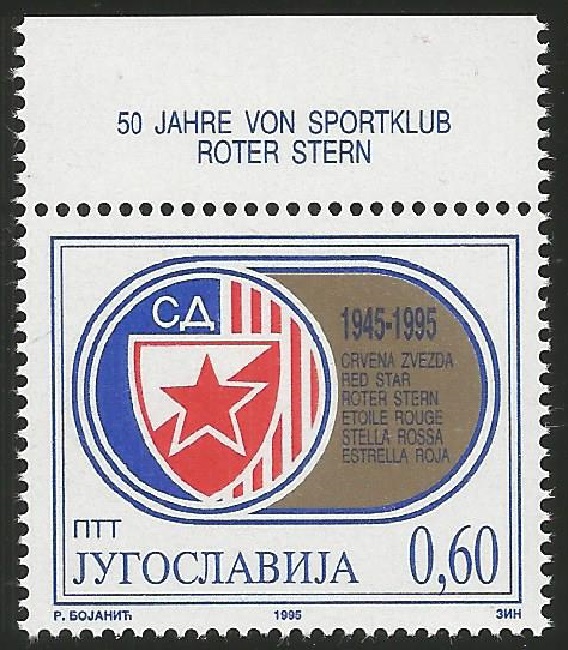 50 JAHRE VON SPORTKLUB
ROTER STERN
СД
1945-1995
CRVENA ZVEZDA
RED STAR
ROTER STERN
ETOILE ROUGE
STELLA ROSSA
ESTRELLA ROJA
ПТТ
ЈУГОСЛАВИЈА
0,60
Р. БОЈАНИЋ
1995
ЗИН